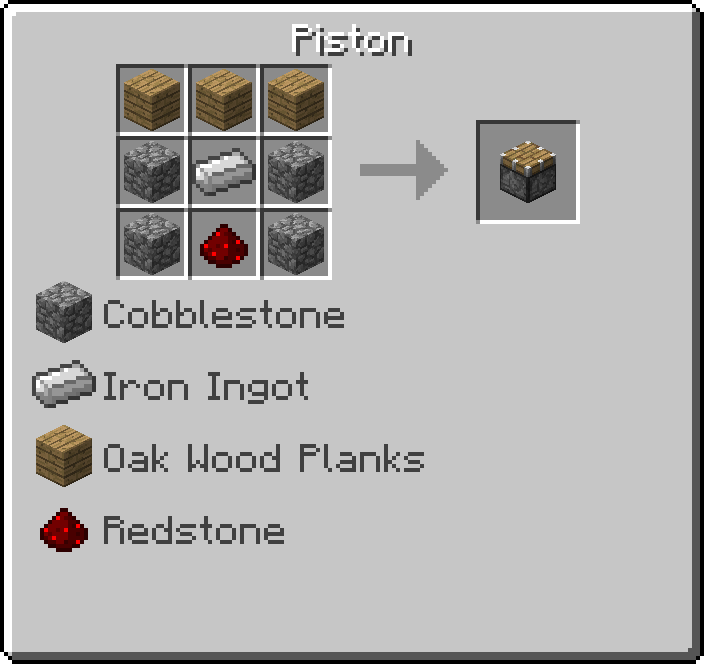 Piston
Cobblestone
Iron Ingot
Oak Wood Planks
Redstone